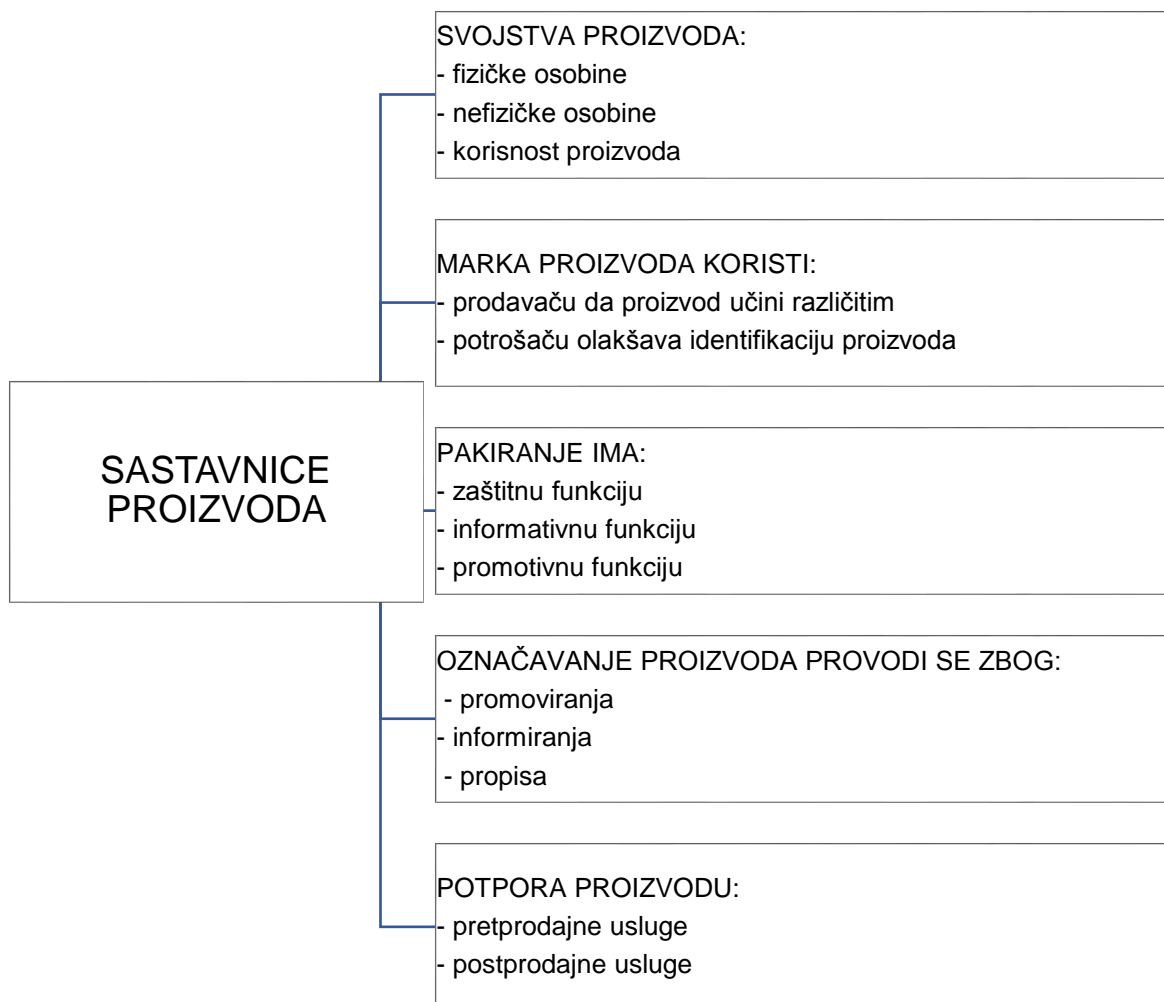 SVOJSTVA PROIZVODA:
- fizičke osobine
- nefizičke osobine
- korisnost proizvoda
MARKA PROIZVODA KORISTI:
- prodavaču da proizvod učini različitim
- potrošaču olakšava identifikaciju proizvoda
SASTAVNICE
PROIZVODA
PAKIRANJE IMA:
- zaštitnu funkciju
- informativnu funkciju
- promotivnu funkciju
OZNAČAVANJE PROIZVODA PROVODI SE ZBOG:
- promoviranja
- informiranja
- propisa
POTPORA PROIZVODU:
- pretprodajne usluge
- postprodajne usluge